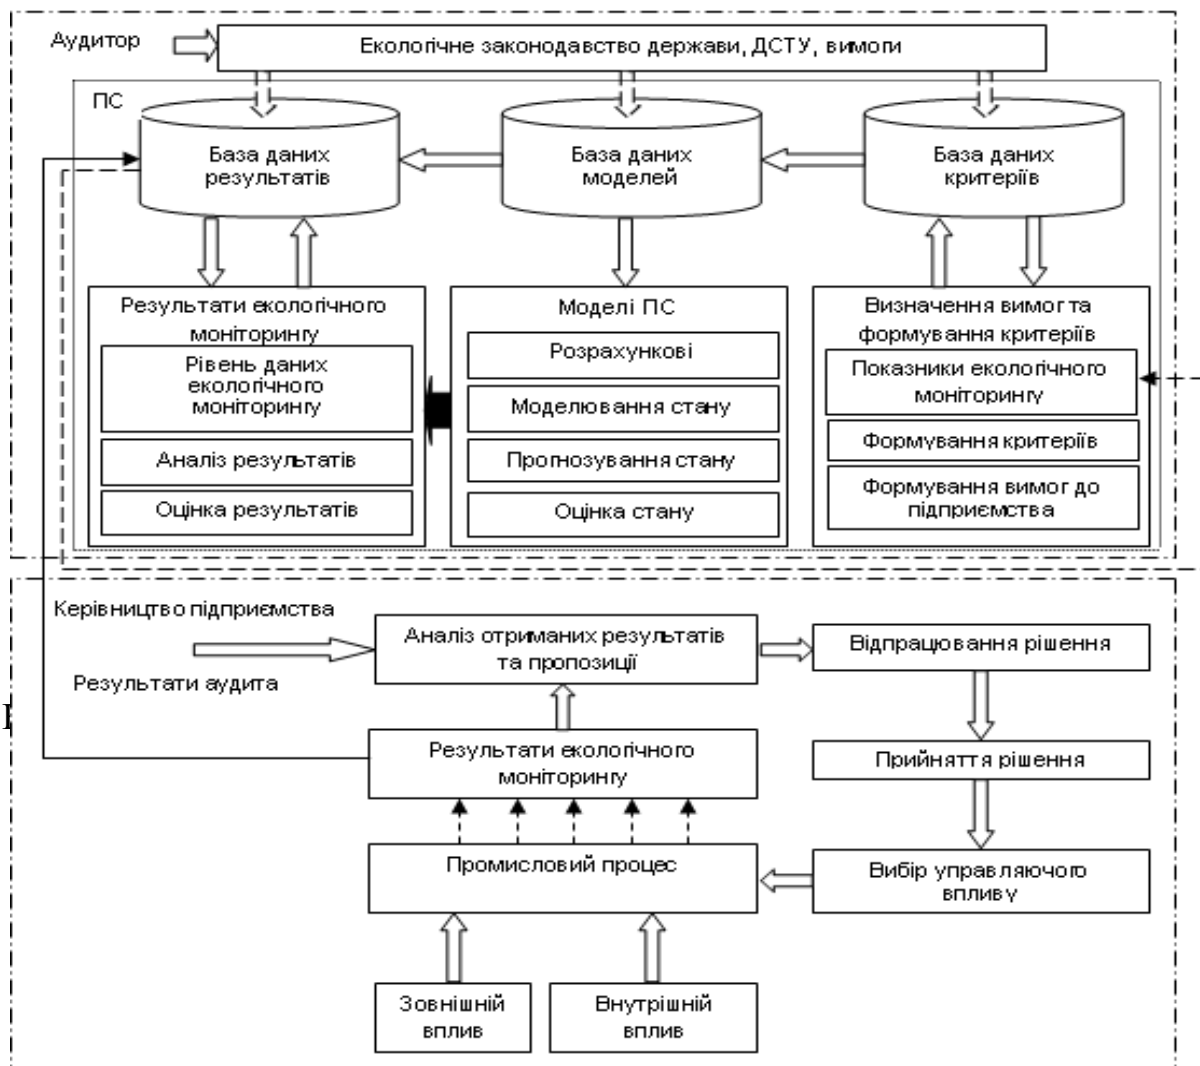 Аудитор
Екологічне законодавство держави, ДСТУ, вимоги
ПС
База даних
результатів
База даних
моделей
База даних
критеріїв
Результати екологічного
моніторингу
Рівень даних
екологічного
моніторингу
Аналіз результатів
Оцінка результатів
Моделі ПС
Розрахункові
Моделювання стану
Прогнозування стану
Оцінка стану
Визначення вимог та
формування критеріїв
Показники екологічного
моніторингу
Формування критеріїв
Формування вимог до
підприємства
Керівництво підприємства
Результати аудита
Аналіз отриманих результатів
та пропозиції
Відпрацювання рішення
Результати екологічного
моніторингу
Прийняття рішення
Промисловий процес
Вибір управляючого
впливу
Зовнішній
вплив
Внутрішній
вплив